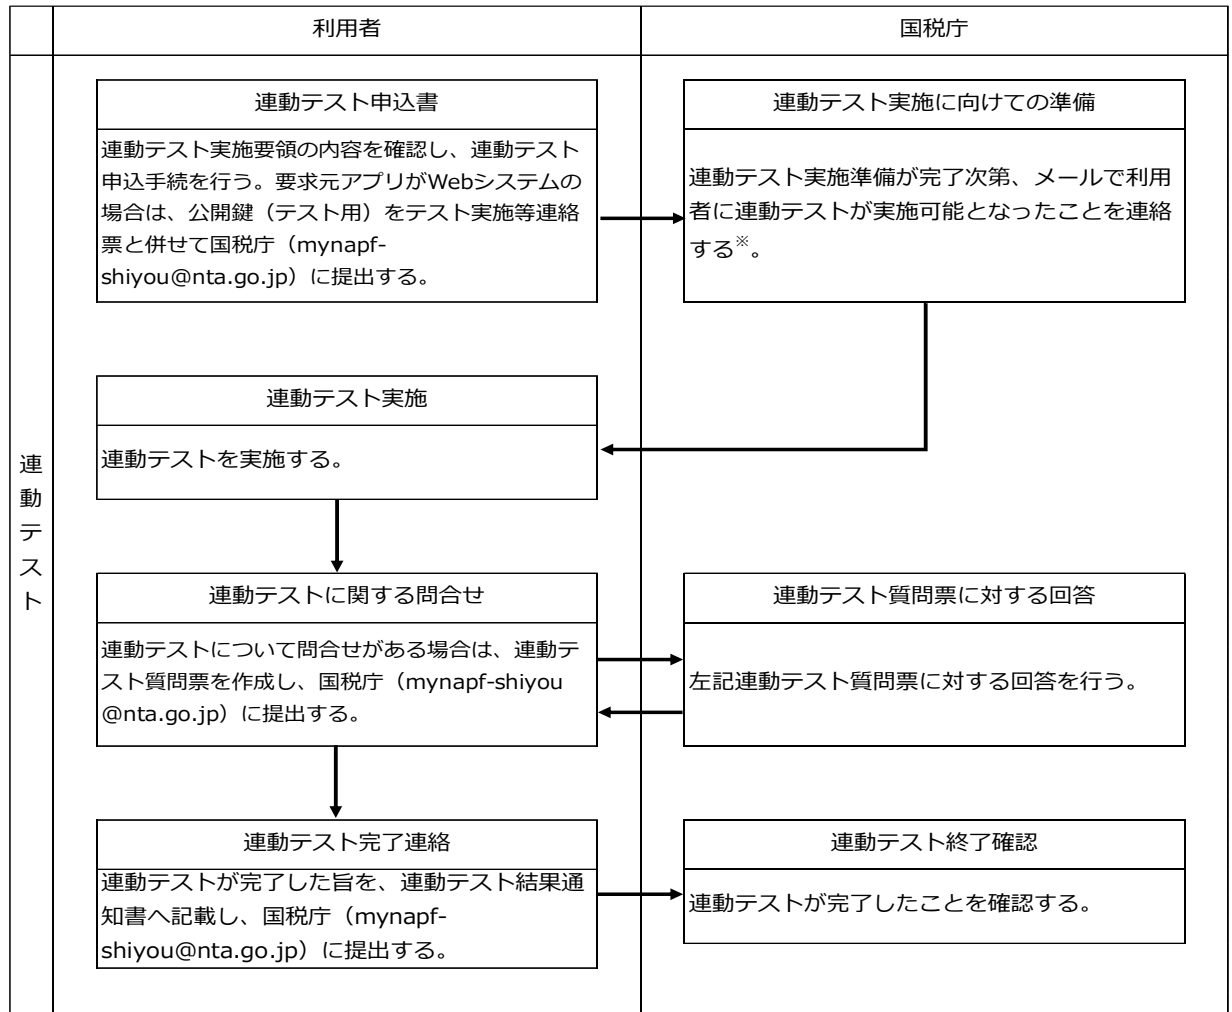 利用者
国税庁
連動テスト
連動テスト申込書
連動テスト実施要領の内容を確認し、連動テスト
申込手続を行う。要求元アプリがWebシステムの
場合は、公開鍵（テスト用）をテスト実施等連絡
票と併せて国税庁（mynapf-
shiyou@nta.go.jp）に提出する。
連動テスト実施に向けての準備
連動テスト実施準備が完了次第、メールで利用
者に連動テストが実施可能となったことを連絡
する※。
連動テスト実施
連動テストを実施する。
連動テストに関する問合せ
連動テストについて問合せがある場合は、連動テ
スト質問票を作成し、国税庁（mynapf-shiyou
@nta.go.jp）に提出する。
連動テスト質問票に対する回答
左記連動テスト質問票に対する回答を行う。
連動テスト完了連絡
連動テストが完了した旨を、連動テスト結果通
知書へ記載し、国税庁（mynapf-
shiyou@nta.go.jp）に提出する。
連動テスト終了確認
連動テストが完了したことを確認する。